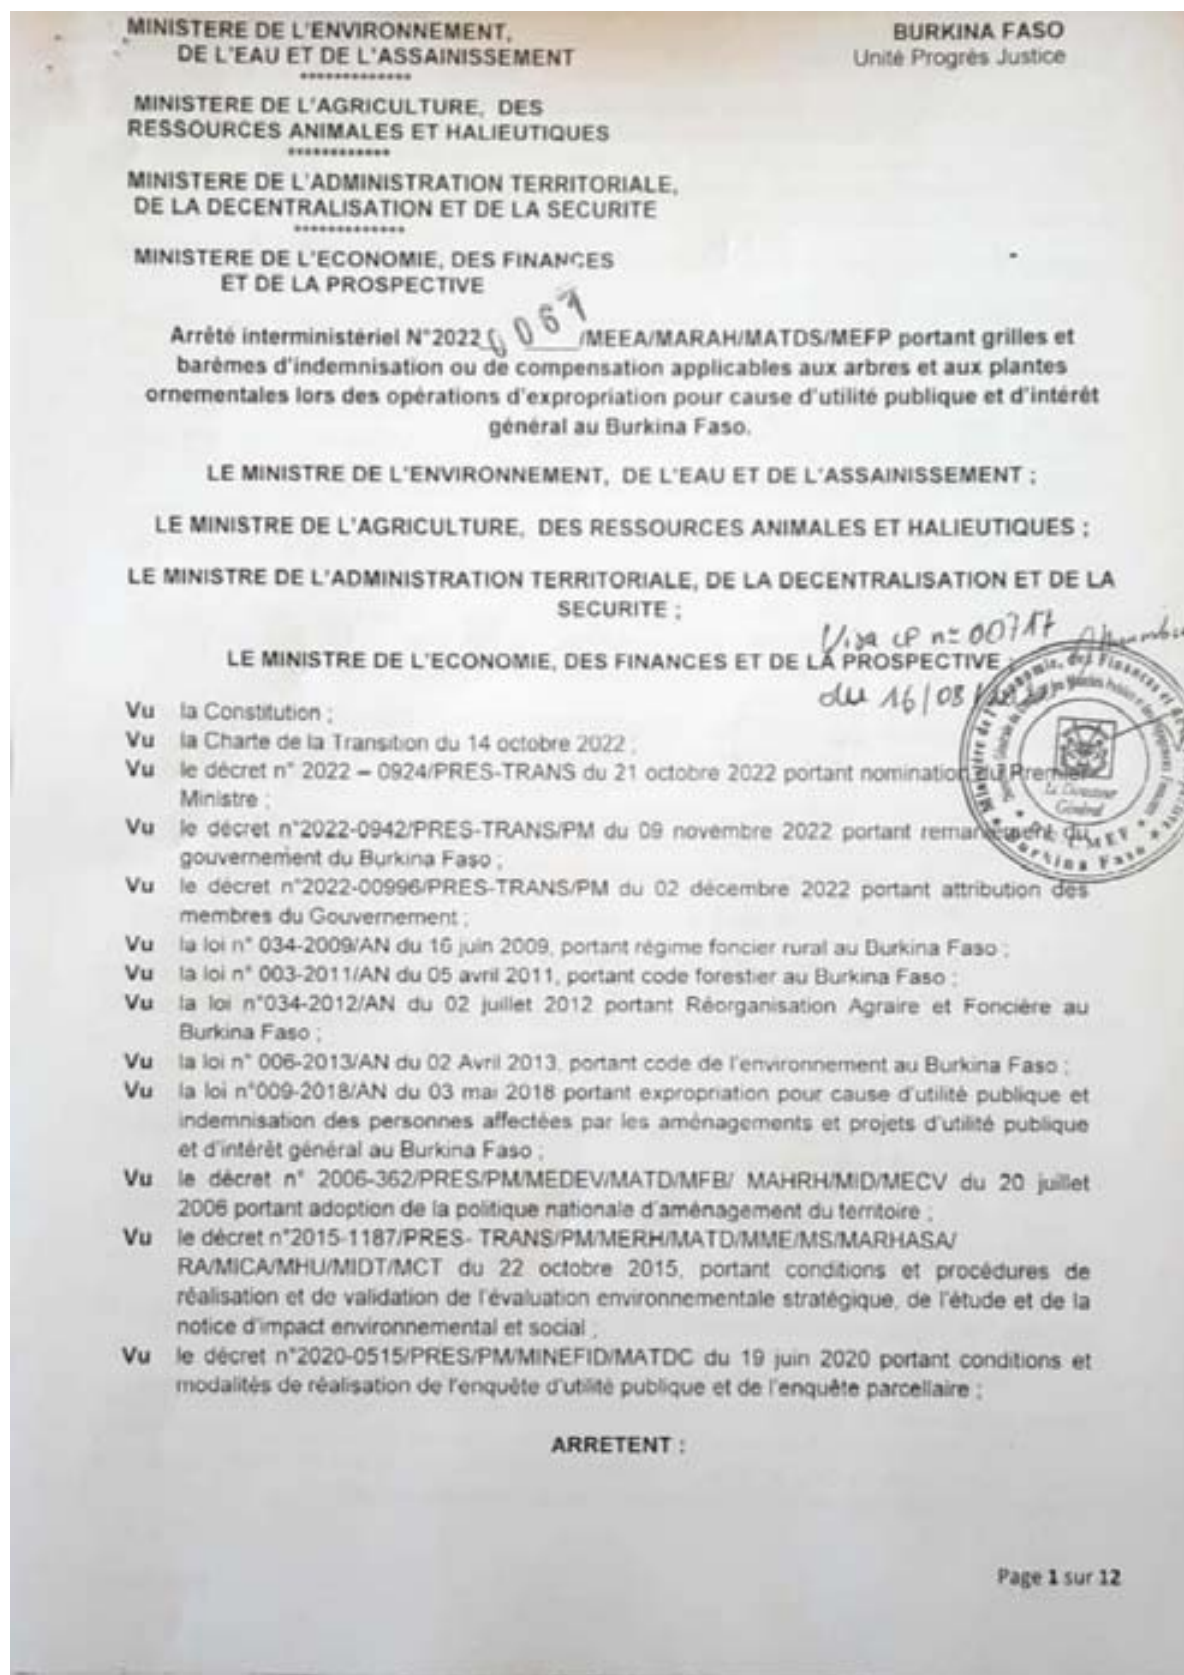 MINISTERE DE L'ENVIRONNEMENT,
DE L'EAU ET DE L'ASSAINISSEMENT
*************
BURKINA FASO
Unité Progrès Justice
MINISTERE DE L'AGRICULTURE, DES
RESSOURCES ANIMALES ET HALIEUTIQUES
************
MINISTERE DE L'ADMINISTRATION TERRITORIALE,
DE LA DECENTRALISATION ET DE LA SECURITE
*************
MINISTERE DE L'ECONOMIE, DES FINANCES
ET DE LA PROSPECTIVE
Arrêté interministériel N°2022 0061 /MEEA/MARAH/MATDS/MEFP portant grilles et
barèmes d'indemnisation ou de compensation applicables aux arbres et aux plantes
ornementales lors des opérations d'expropriation pour cause d'utilité publique et d'intérêt
général au Burkina Faso.
LE MINISTRE DE L'ENVIRONNEMENT, DE L'EAU ET DE L'ASSAINISSEMENT ;
LE MINISTRE DE L'AGRICULTURE, DES RESSOURCES ANIMALES ET HALIEUTIQUES ;
LE MINISTRE DE L'ADMINISTRATION TERRITORIALE, DE LA DECENTRALISATION ET DE LA
SECURITE ;
Visa CF n° 00717
LE MINISTRE DE L'ECONOMIE, DES FINANCES ET DE LA PROSPECTIVE ;
du 16/03/
Ministère de l'Economie, des Finances et de la
Le Directeur
Général
Burkina Faso
Vu la Constitution ;
Vu la Charte de la Transition du 14 octobre 2022 ;
Vu le décret n° 2022 – 0924/PRES-TRANS du 21 octobre 2022 portant nomination du Premier
Ministre ;
Vu le décret n°2022-0942/PRES-TRANS/PM du 09 novembre 2022 portant remaniement du
gouvernement du Burkina Faso ;
Vu le décret n°2022-00996/PRES-TRANS/PM du 02 décembre 2022 portant attribution des
membres du Gouvernement ;
Vu la loi n° 034-2009/AN du 16 juin 2009, portant régime foncier rural au Burkina Faso ;
Vu la loi n° 003-2011/AN du 05 avril 2011, portant code forestier au Burkina Faso ;
Vu la loi n°034-2012/AN du 02 juillet 2012 portant Réorganisation Agraire et Foncière au
Burkina Faso ;
Vu la loi n° 006-2013/AN du 02 Avril 2013, portant code de l'environnement au Burkina Faso ;
Vu la loi n°009-2018/AN du 03 mai 2018 portant expropriation pour cause d'utilité publique et
indemnisation des personnes affectées par les aménagements et projets d'utilité publique
et d'intérêt général au Burkina Faso ;
Vu le décret n° 2006-362/PRES/PM/MEDEV/MATD/MFB/ MAHRH/MID/MECV du 20 juillet
2006 portant adoption de la politique nationale d'aménagement du territoire ;
Vu le décret n°2015-1187/PRES- TRANS/PM/MERH/MATD/MME/MS/MARHASA/
RA/MICA/MHU/MIDT/MCT du 22 octobre 2015, portant conditions et procédures de
réalisation et de validation de l'évaluation environnementale stratégique, de l'étude et de la
notice d'impact environnemental et social ;
Vu le décret n°2020-0515/PRES/PM/MINEFID/MATDC du 19 juin 2020 portant conditions et
modalités de réalisation de l'enquête d'utilité publique et de l'enquête parcellaire ;
ARRETENT :
Page 1 sur 12